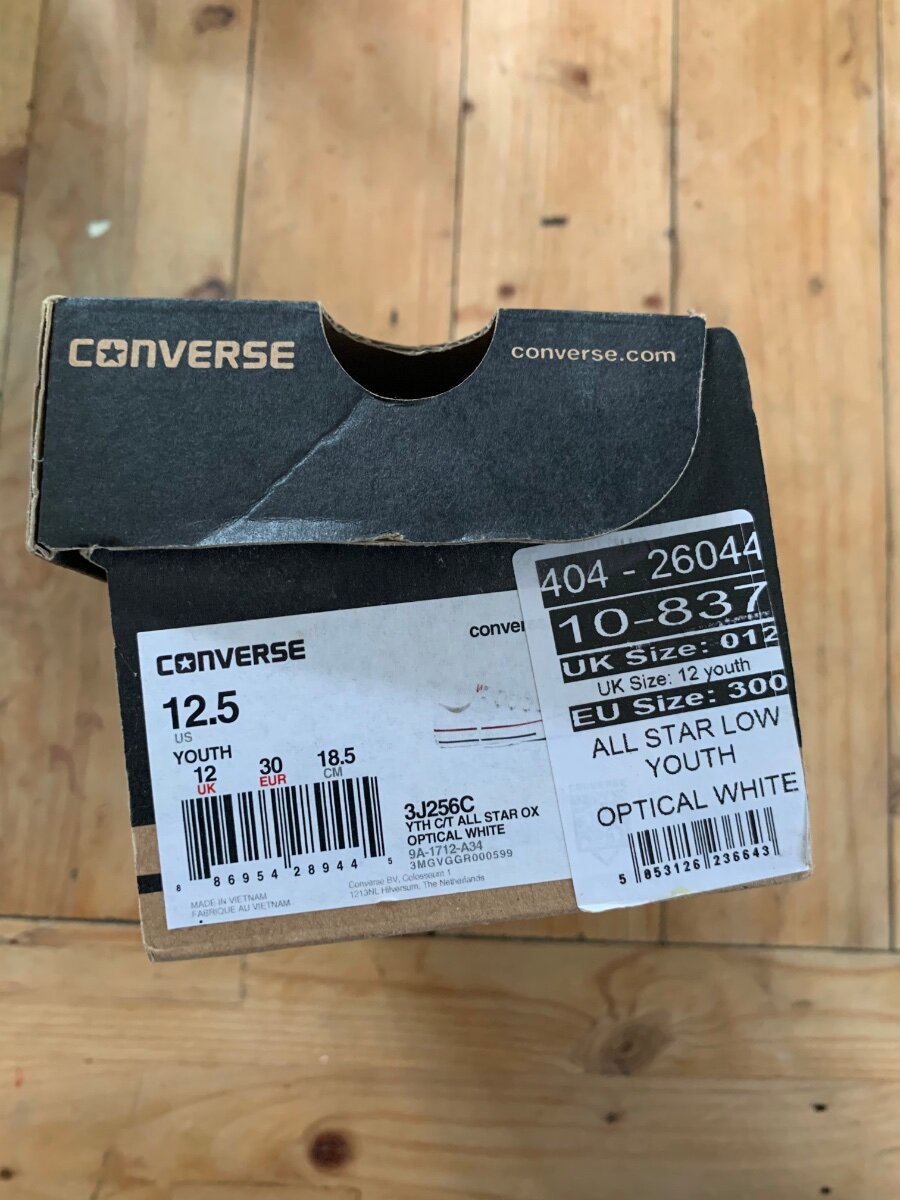 CONVERSE
converse.com
CONVERSE
12.5
US
YOUTH
12 30 18.5
UK EUR CM
8 86954 28944 5
MADE IN VIETNAM
FABRIQUE AU VIETNAM
3J256C
YTH C/T ALL STAR OX
OPTICAL WHITE
9A-1712-A34
3MGVGGR000599
Converse BV, Colosseum 1
1213NL Hilversum, The Netherlands
404 - 26044
10-837
UK Size: 012
UK Size: 12 youth
EU Size: 300
ALL STAR LOW
YOUTH
OPTICAL WHITE
5 053126 236643